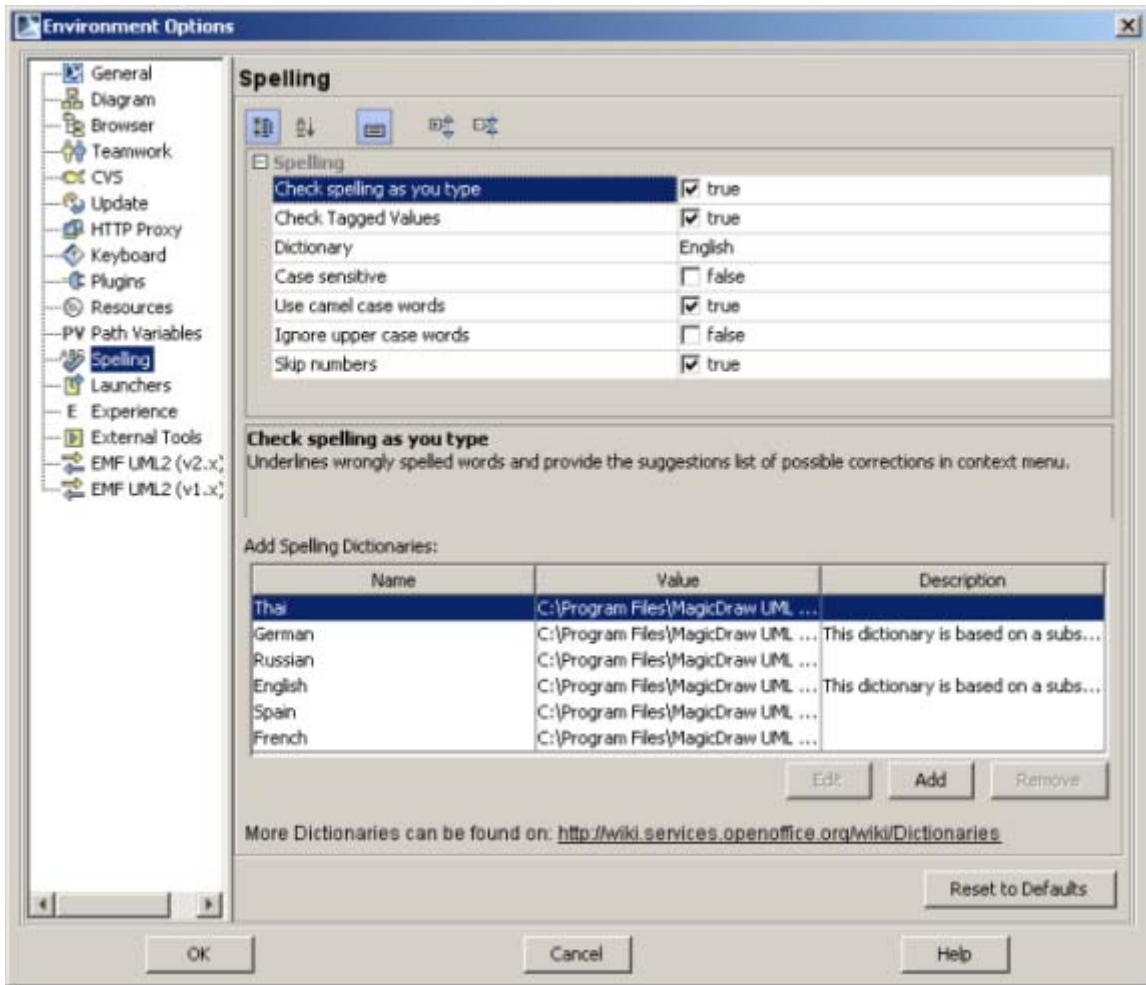 Environment Options
General
Diagram
Browser
Teamwork
CVS
Update
HTTP Proxy
Keyboard
Plugins
Resources
PV Path Variables
Spelling
Launchers
E Experience
External Tools
EMF UML2 (v2.x)
EMF UML2 (v1.x)
Spelling
Spelling
Check spelling as you type true
Check Tagged Values true
Dictionary English
Case sensitive false
Use camel case words true
Ignore upper case words false
Skip numbers true
Check spelling as you type
Underlines wrongly spelled words and provide the suggestions list of possible corrections in context menu.
Add Spelling Dictionaries:
Name Value Description
Thai C:\Program Files\MagicDraw UML ...
German C:\Program Files\MagicDraw UML ... This dictionary is based on a subs...
Russian C:\Program Files\MagicDraw UML ...
English C:\Program Files\MagicDraw UML ... This dictionary is based on a subs...
Spain C:\Program Files\MagicDraw UML ...
French C:\Program Files\MagicDraw UML ...
Edit Add Remove
More Dictionaries can be found on: http://wiki.services.openoffice.org/wiki/Dictionaries
Reset to Defaults
OK Cancel Help